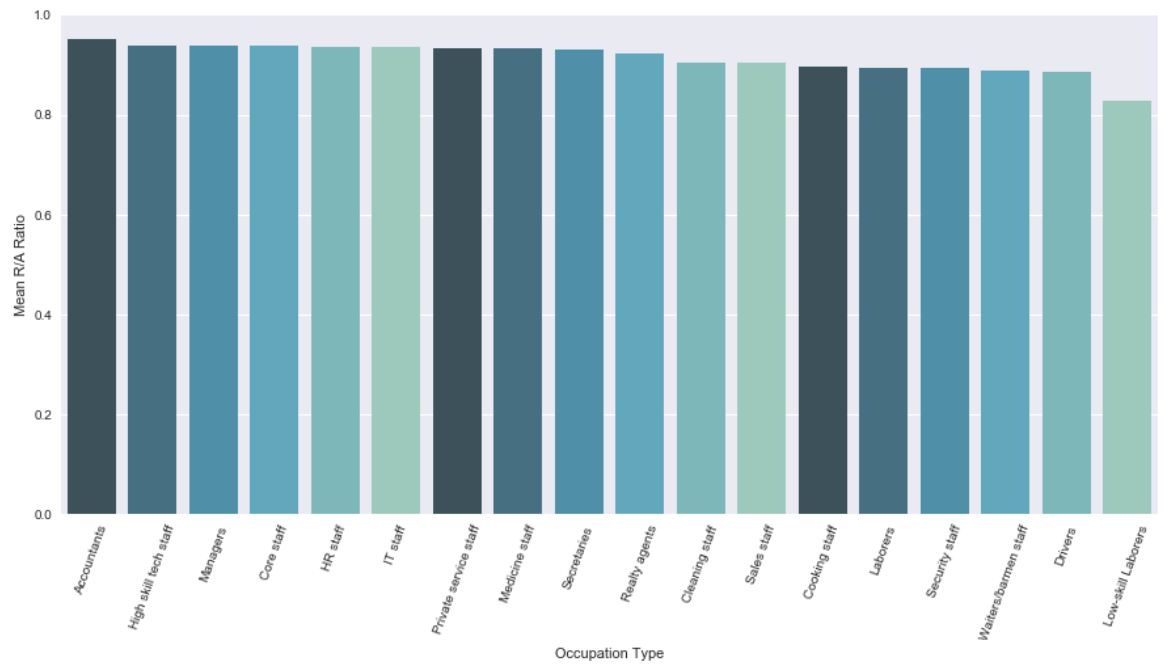 1.0
0.8
0.6
0.4
0.2
0.0
Mean R/A Ratio
Accountants
High skill tech staff
Managers
Core staff
HR staff
IT staff
Private service staff
Medicine staff
Secretaries
Realty agents
Cleaning staff
Sales staff
Cooking staff
Laborers
Security staff
Waiters/barmen staff
Drivers
Low-skill Laborers
Occupation Type